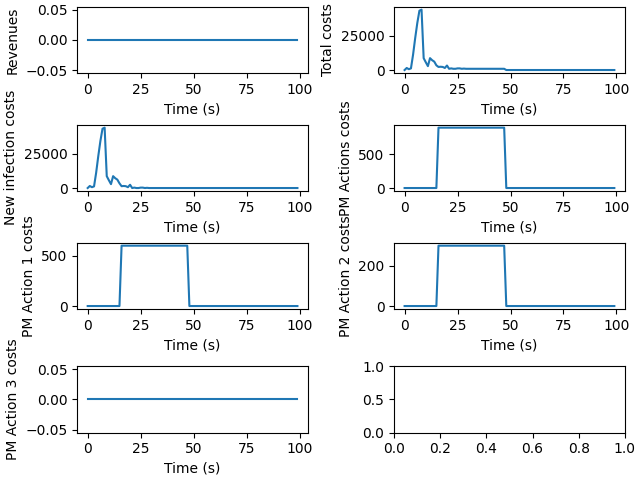 Revenues
0.05
0.00
−0.05
0 25 50 75 100
Time (s)
Total costs
25000
0
0 25 50 75 100
Time (s)
New infection costs
25000
0
0 25 50 75 100
Time (s)
PM Actions costs
500
0
0 25 50 75 100
Time (s)
PM Action 1 costs
500
0
0 25 50 75 100
Time (s)
PM Action 2 costs
200
0
0 25 50 75 100
Time (s)
PM Action 3 costs
0.05
0.00
−0.05
0 25 50 75 100
Time (s)
1.0
0.5
0.0
0.0 0.2 0.4 0.6 0.8 1.0